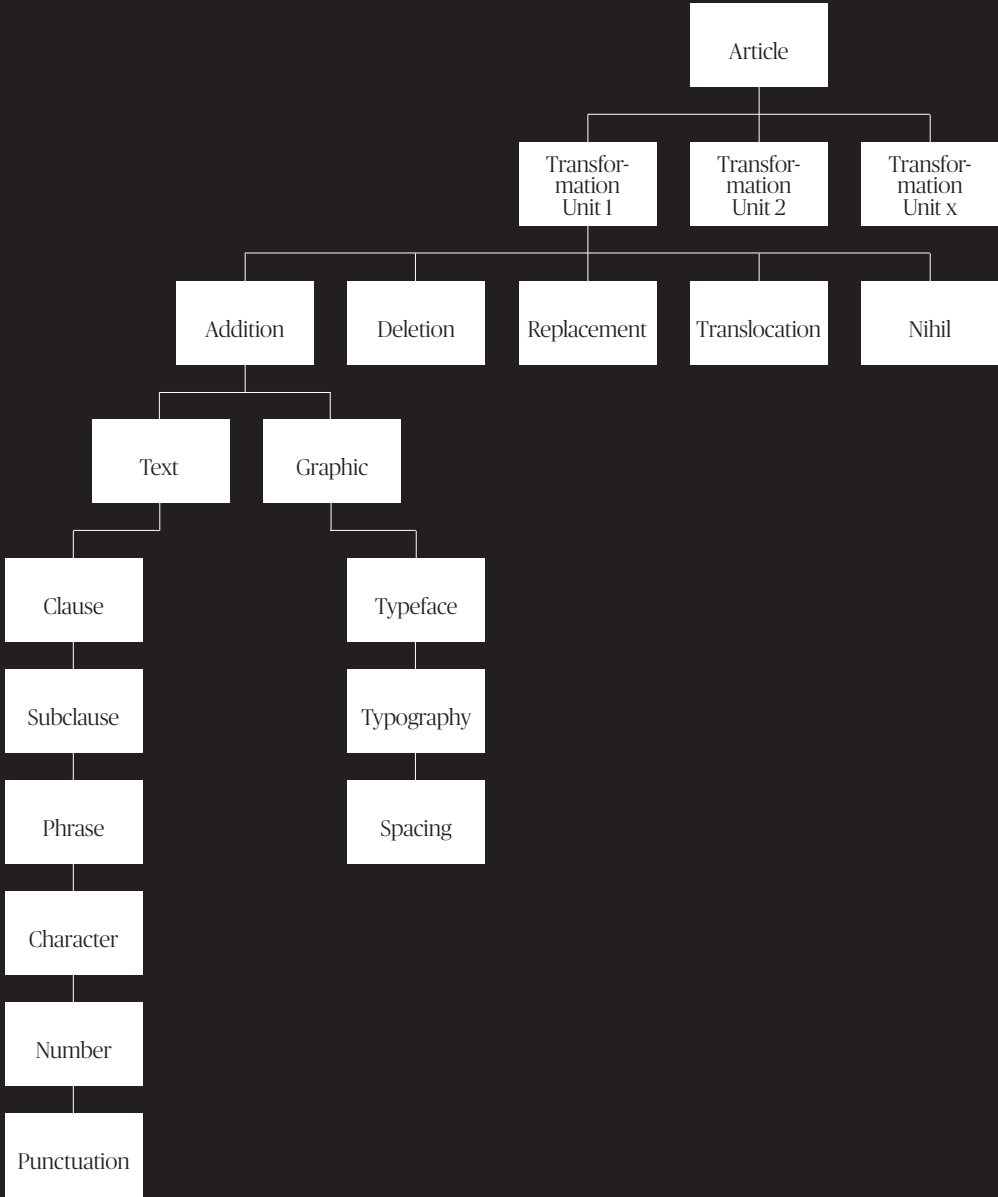 Article
Transfor-
mation
Unit 1
Transfor-
mation
Unit 2
Transfor-
mation
Unit x
Addition
Deletion
Replacement
Translocation
Nihil
Text
Graphic
Clause
Typeface
Subclause
Typography
Phrase
Spacing
Character
Number
Punctuation